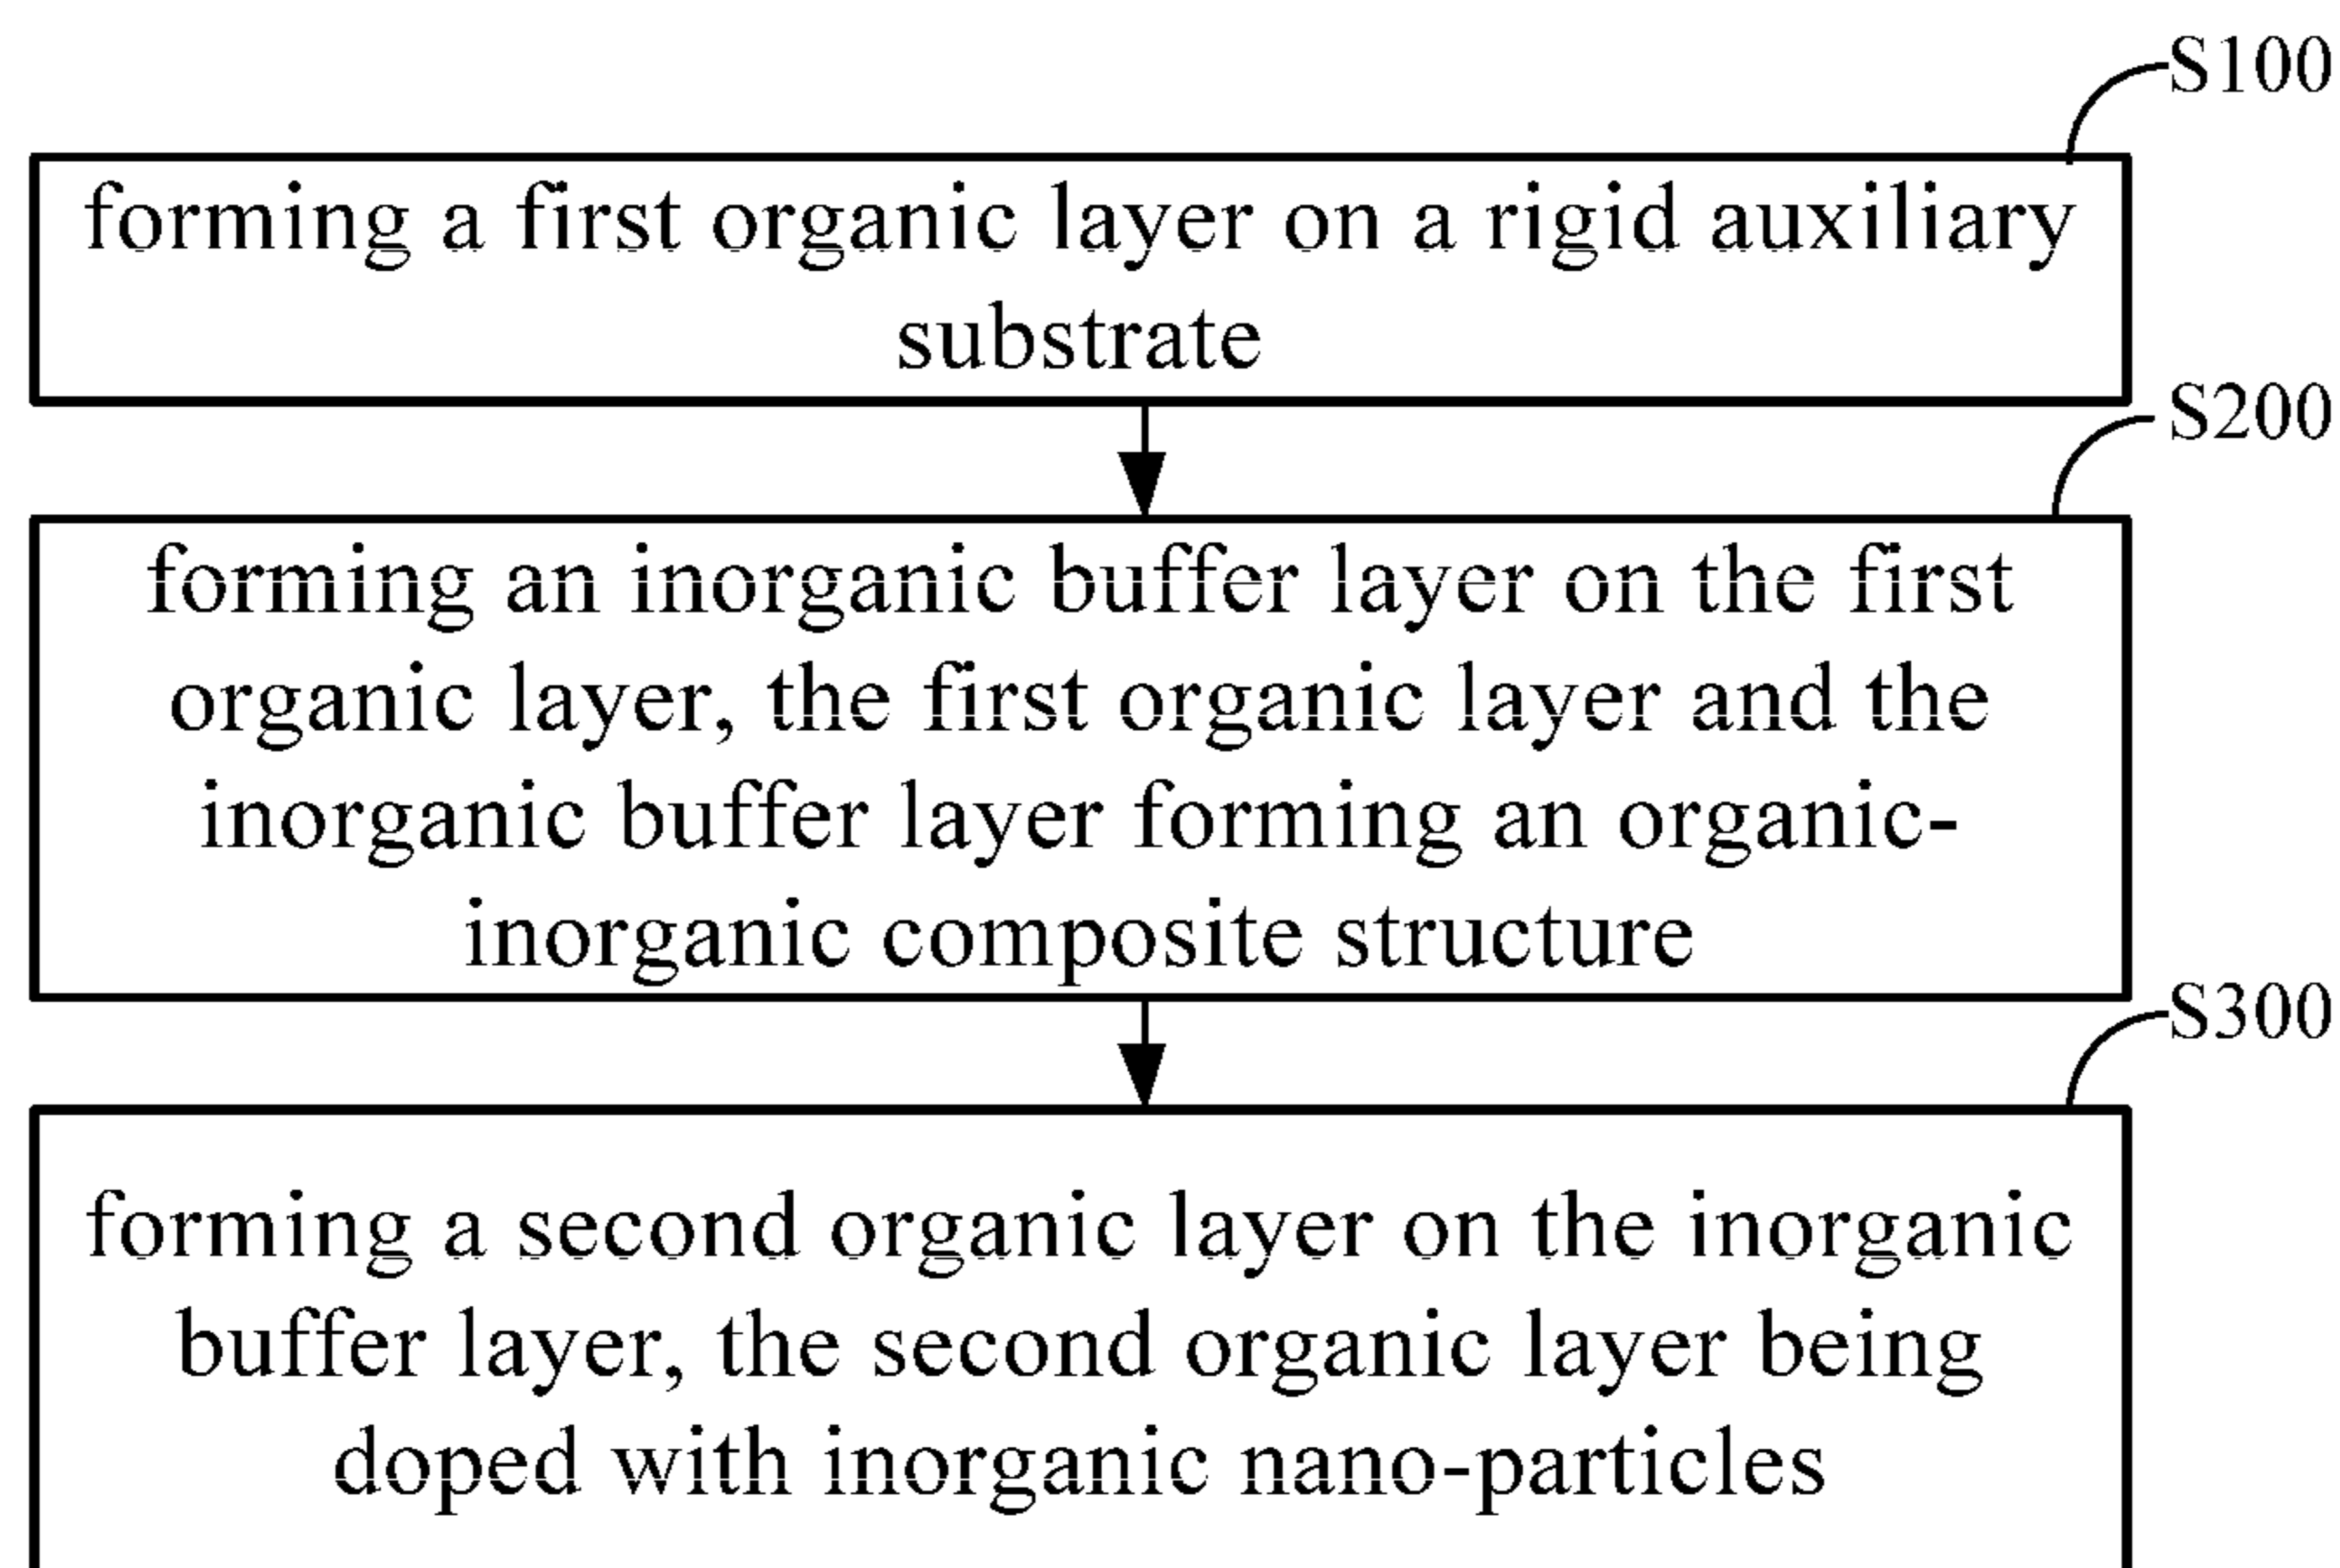 S100
forming a first organic layer on a rigid auxiliary
substrate
S200
forming an inorganic buffer layer on the first
organic layer, the first organic layer and the
inorganic buffer layer forming an organic-
inorganic composite structure
S300
forming a second organic layer on the inorganic
buffer layer, the second organic layer being
doped with inorganic nano-particles